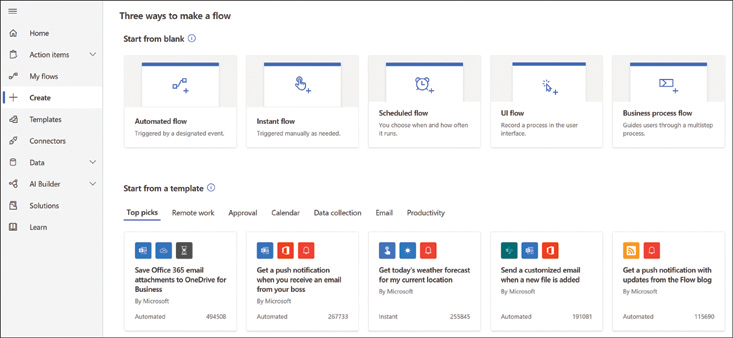 Home
Action items
My flows
Create
Templates
Connectors
Data
AI Builder
Solutions
Learn
Three ways to make a flow
Start from blank
Automated flow
Triggered by a designated event.
Instant flow
Triggered manually as needed.
Scheduled flow
You choose when and how often
it runs.
UI flow
Record a process in the user
interface.
Business process flow
Guides users through a multistep
process.
Start from a template
Top picks Remote work Approval Calendar Data collection Email Productivity
Save Office 365 email
attachments to OneDrive for
Business
By Microsoft
Automated 494508
Get a push notification
when you receive an email
from your boss
By Microsoft
Automated 267733
Get today's weather forecast
for my current location
By Microsoft
Instant 255845
Send a customized email
when a new file is added
By Microsoft
Automated 191081
Get a push notification with
updates from the Flow blog
By Microsoft
Automated 115690